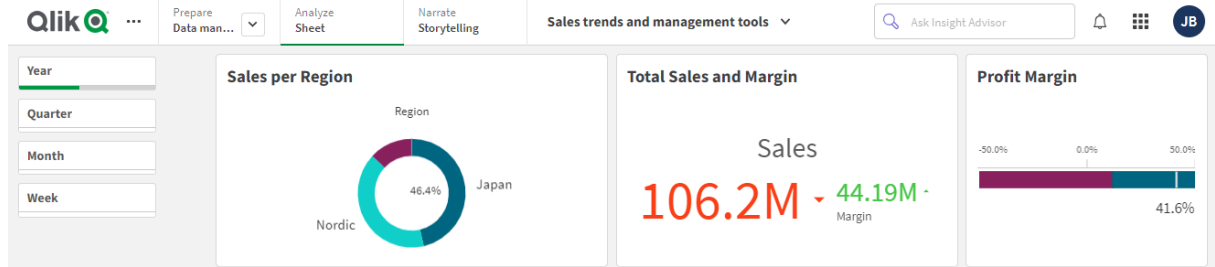 Qlik
...
Prepare
Data man...
Analyze
Sheet
Narrate
Storytelling
Sales trends and management tools
Ask Insight Advisor
JB
Year
Quarter
Month
Week
Sales per Region
Region
46.4%
Japan
Nordic
Total Sales and Margin
Sales
106.2M
44.19M
Margin
Profit Margin
-50.0% 0.0% 50.0%
41.6%